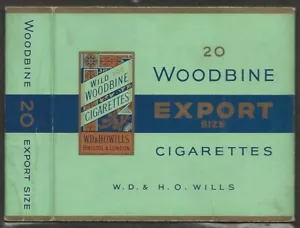 WOODBINE
20
EXPORT SIZE
WILD
WOODBINE
CIGARETTES
W.D.& H.O.WILLS
BRISTOL & LONDON
20
WOODBINE
EXPORT
SIZE
CIGARETTES
W.D. & H.O. WILLS